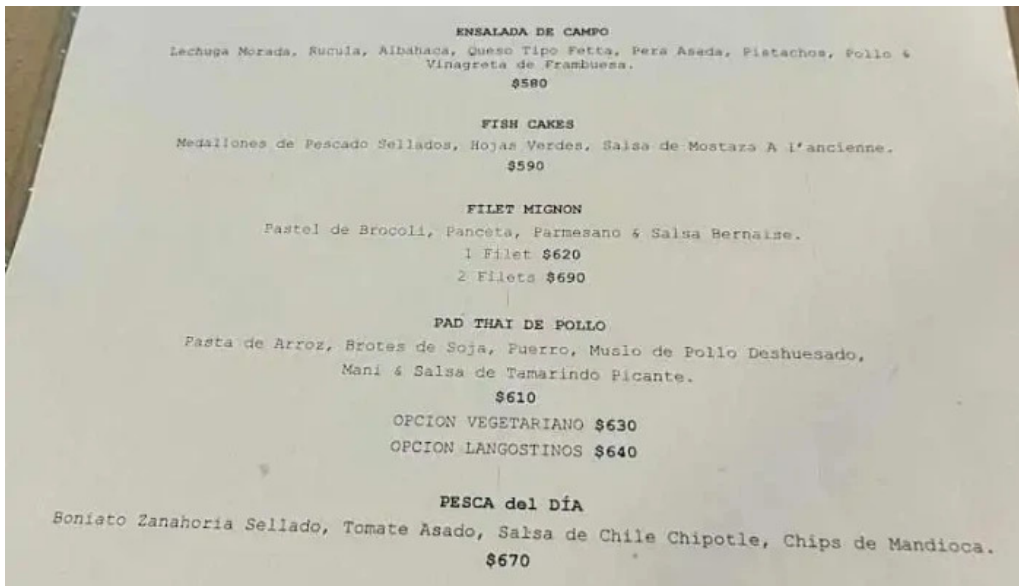 ENSALADA DE CAMPO
Lechuga Morada, Rucula, Albahaca, Queso Tipo Fetta, Pera Asada, Pistachos, Pollo &
Vinagreta de Frambuesa.
$580
FISH CAKES
Medallones de Pescado Sellados, Hojas Verdes, Salsa de Mostaza A l'ancienne.
$590
FILET MIGNON
Pastel de Brocoli, Panceta, Parmesano & Salsa Bernaise.
1 Filet $620
2 Filets $690
PAD THAI DE POLLO
Pasta de Arroz, Brotes de Soja, Puerro, Muslo de Pollo Deshuesado,
Mani & Salsa de Tamarindo Picante.
$610
OPCION VEGETARIANO $630
OPCION LANGOSTINOS $640
PESCA del DÍA
Boniato Zanahoria Sellado, Tomate Asado, Salsa de Chile Chipotle, Chips de Mandioca.
$670